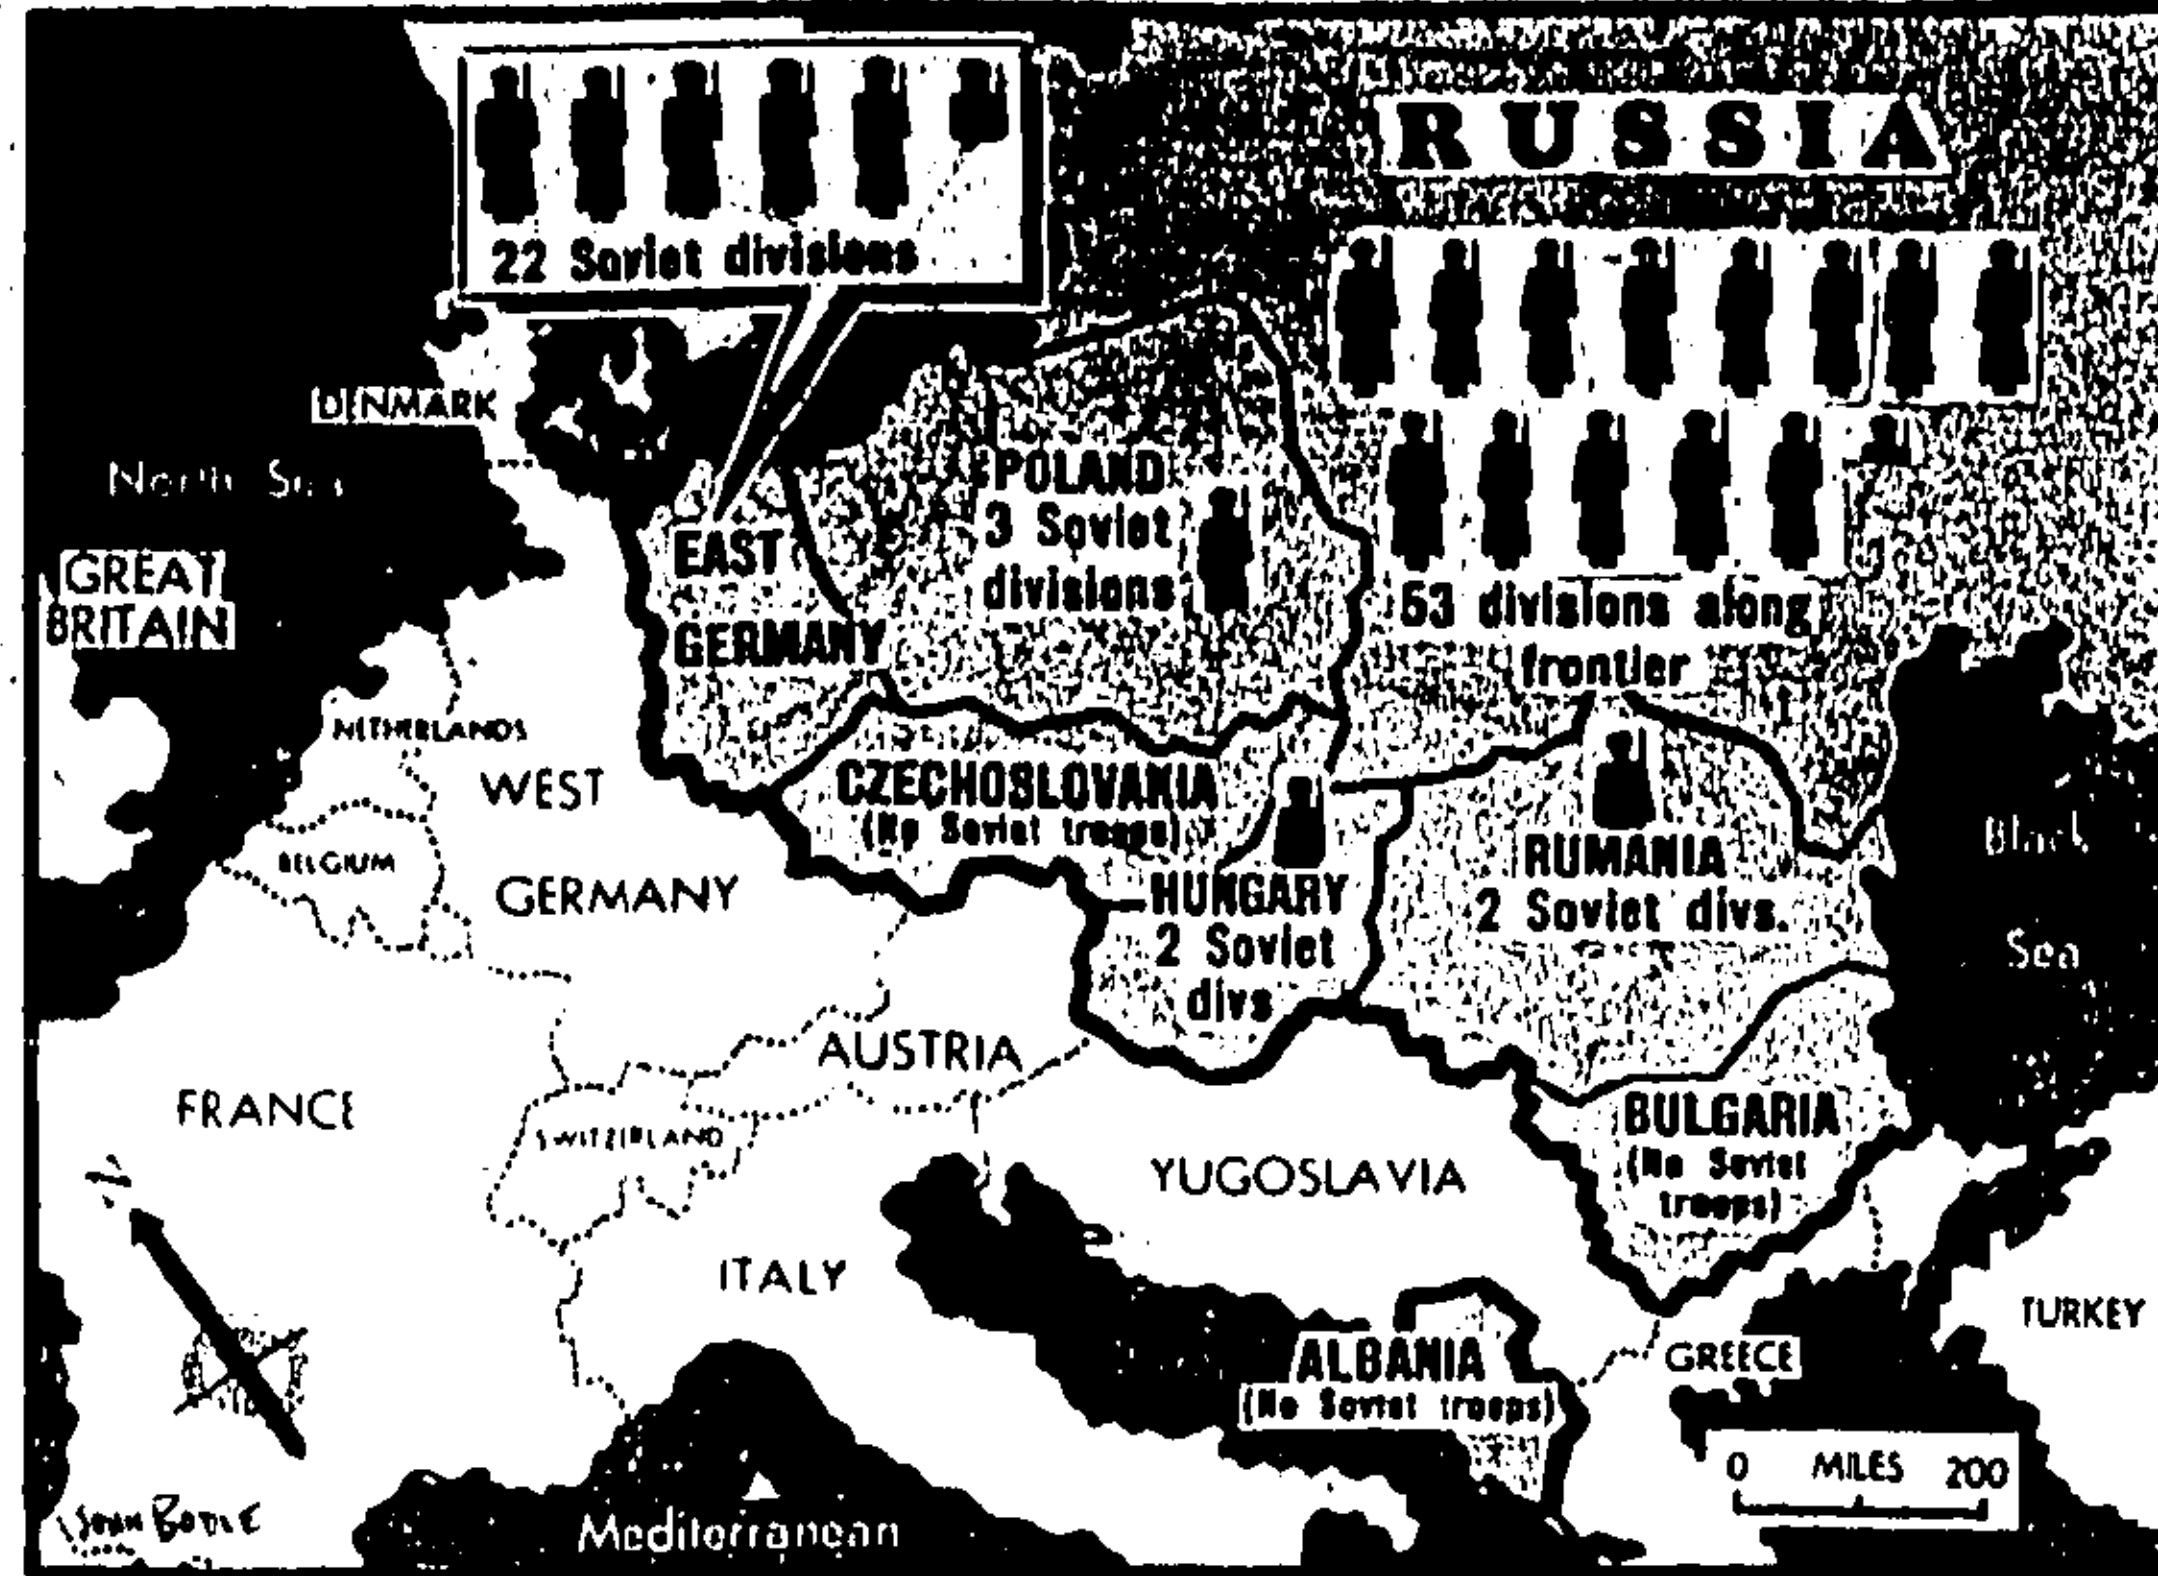 RUSSIA
22 Soviet divisions
DENMARK
North Sea
POLAND
3 Soviet
divisions
EAST
GERMANY
GREAT
BRITAIN
53 divisions along
frontier
NETHERLANDS
WEST
GERMANY
CZECHOSLOVAKIA
(No Soviet troops)
BELGIUM
HUNGARY
2 Soviet
divs
RUMANIA
2 Soviet divs.
Black
Sea
AUSTRIA
FRANCE
SWITZERLAND
BULGARIA
(No Soviet
troops)
YUGOSLAVIA
N
ITALY
TURKEY
ALBANIA
(No Soviet troops)
GREECE
0 MILES 200
Mediterranean